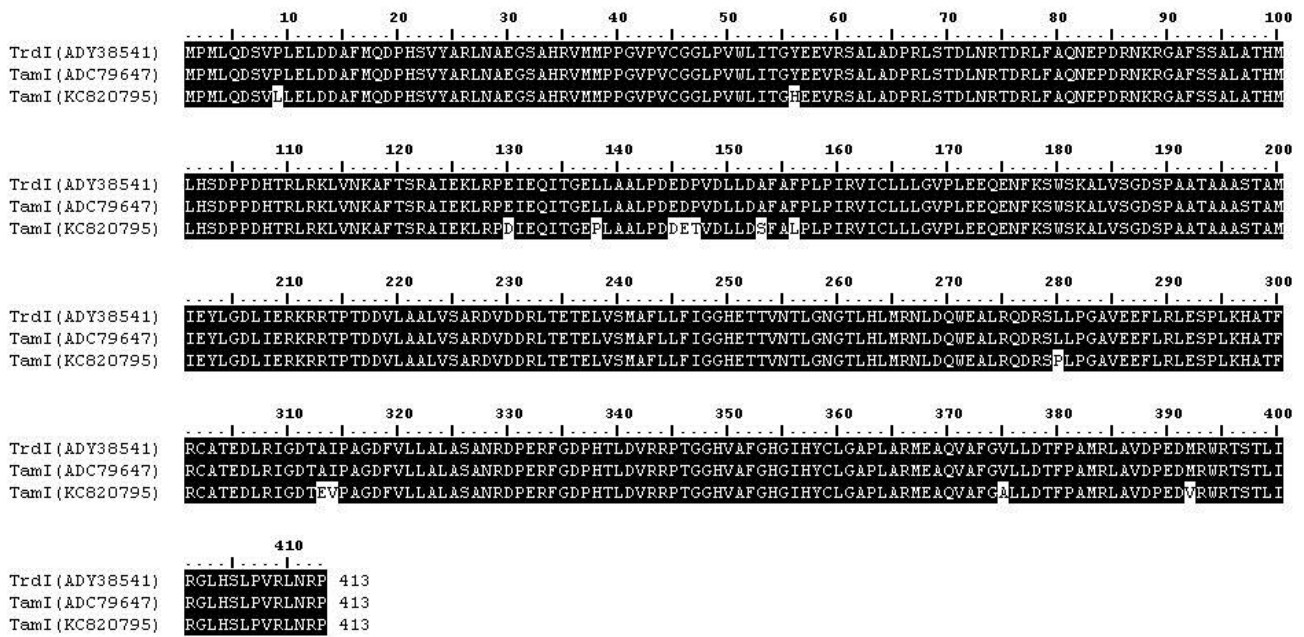 10 20 30 40 50 60 70 80 90 100
TrdI(ADY38541) MPMLQDSVPLELDDAFMQDPHSVYARLNAEGSAHRVMMPPGVPVCGGLPVWLITGYEEVRSALADPRLSTDLNRTDRLFAQNEPDRNKRGAFSSALATHM
TamI(ADC79647) MPMLQDSVPLELDDAFMQDPHSVYARLNAEGSAHRVMMPPGVPVCGGLPVWLITGYEEVRSALADPRLSTDLNRTDRLFAQNEPDRNKRGAFSSALATHM
TamI(KC820795) MPMLQDSVLLELDDAFMQDPHSVYARLNAEGSAHRVMMPPGVPVCGGLPVWLITGHEEVRSALADPRLSTDLNRTDRLFAQNEPDRNKRGAFSSALATHM
110 120 130 140 150 160 170 180 190 200
TrdI(ADY38541) LHSDPPDHTRLRKLVNKAFTSRAIEKLRPEIEQITGELLAALPDEDPVDLLDAFAFPLPIRVICLLLGVPLEEQENFKSWSKALVSGDSPAATAAASTAM
TamI(ADC79647) LHSDPPDHTRLRKLVNKAFTSRAIEKLRPEIEQITGELLAALPDEDPVDLLDAFAFPLPIRVICLLLGVPLEEQENFKSWSKALVSGDSPAATAAASTAM
TamI(KC820795) LHSDPPDHTRLRKLVNKAFTSRAIEKLRPDIEQITGEPLAALPDDETVDLLDSFALPLPIRVICLLLGVPLEEQENFKSWSKALVSGDSPAATAAASTAM
210 220 230 240 250 260 270 280 290 300
TrdI(ADY38541) IEYLGDLIERKRRTPTDDVLAALVSARDVDDRLTETELVSMAFLLFIGGHETTVNTLGNGTLHLMRNLDQWEALRQDRSLLPGAVEEFLRLESPLKHATF
TamI(ADC79647) IEYLGDLIERKRRTPTDDVLAALVSARDVDDRLTETELVSMAFLLFIGGHETTVNTLGNGTLHLMRNLDQWEALRQDRSLLPGAVEEFLRLESPLKHATF
TamI(KC820795) IEYLGDLIERKRRTPTDDVLAALVSARDVDDRLTETELVSMAFLLFIGGHETTVNTLGNGTLHLMRNLDQWEALRQDRSPLPGAVEEFLRLESPLKHATF
310 320 330 340 350 360 370 380 390 400
TrdI(ADY38541) RCATEDLRIGDTAIPAGDFVLLALASANRDPERFGDPHTLDVRRPTGGHVAFGHGIHYCLGAPLARMEAQVAFGVLLDTFPAMRLAVDPEDMRWRTSTLI
TamI(ADC79647) RCATEDLRIGDTAIPAGDFVLLALASANRDPERFGDPHTLDVRRPTGGHVAFGHGIHYCLGAPLARMEAQVAFGVLLDTFPAMRLAVDPEDMRWRTSTLI
TamI(KC820795) RCATEDLRIGDTEVPAGDFVLLALASANRDPERFGDPHTLDVRRPTGGHVAFGHGIHYCLGAPLARMEAQVAFGALLDTFPAMRLAVDPEDVRWRTSTLI
410
TrdI(ADY38541) RGLHSLPVRLNRP 413
TamI(ADC79647) RGLHSLPVRLNRP 413
TamI(KC820795) RGLHSLPVRLNRP 413